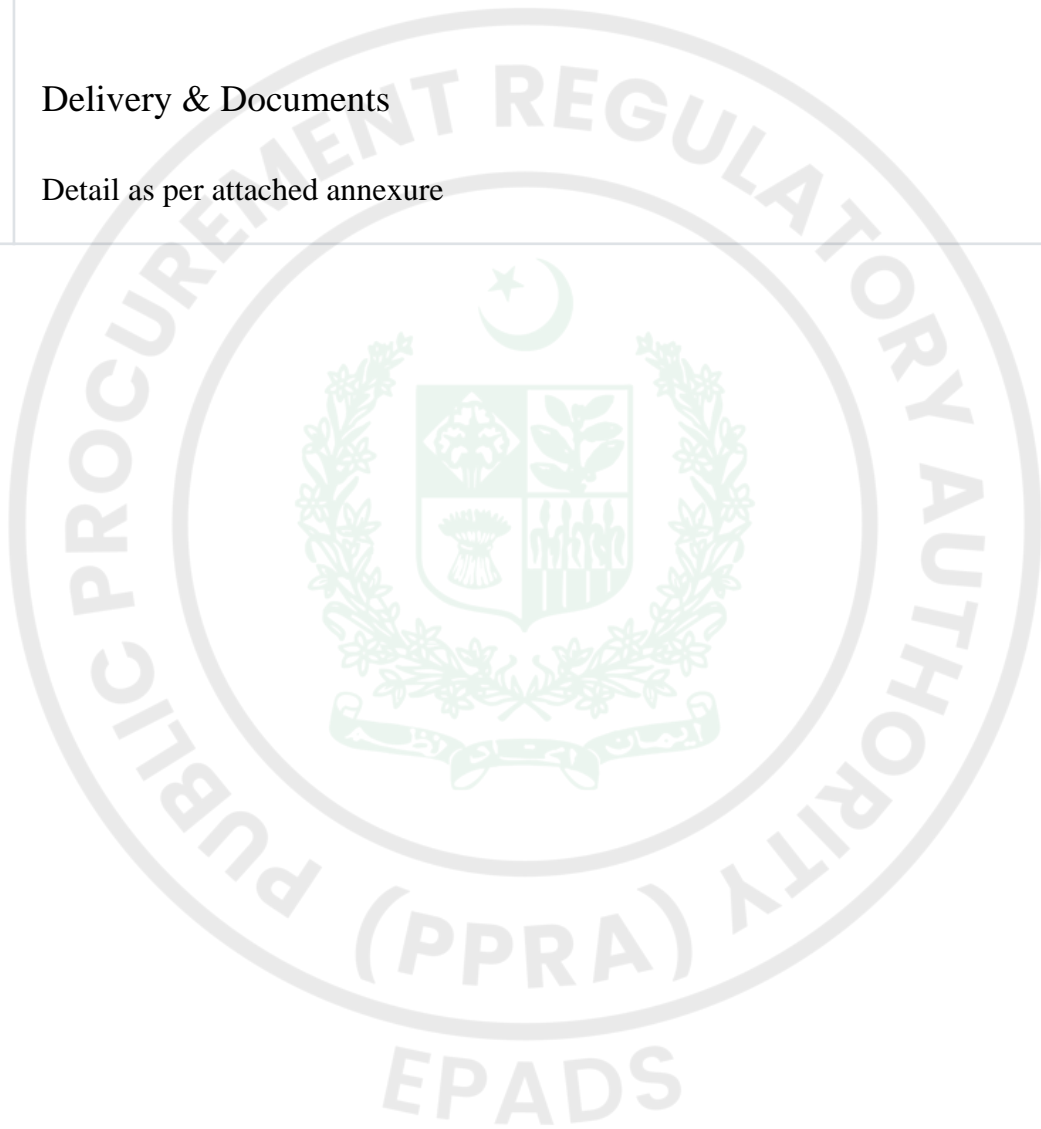 Delivery & Documents
Detail as per attached annexure
PUBLIC PROCUREMENT REGULATORY AUTHORITY
(PPRA)
EPADS